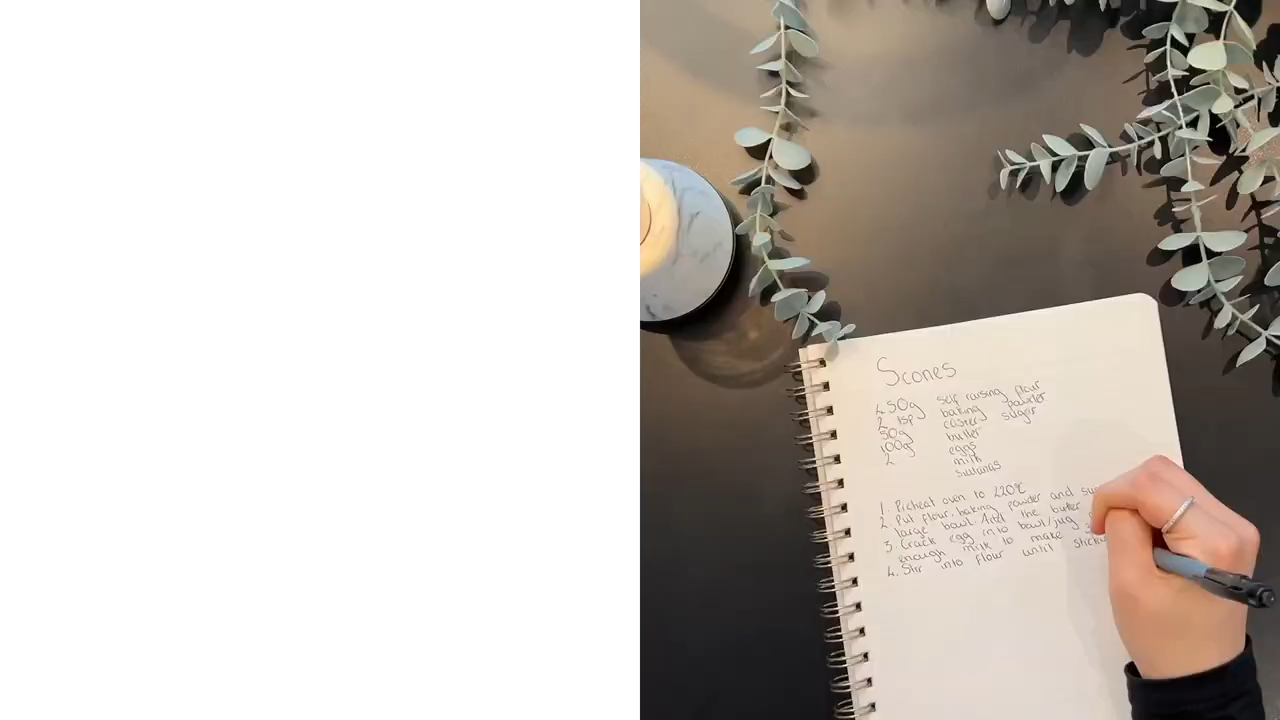 Scones
450g self raising flour
2 tsp baking powder
50g caster sugar
100g butter
2 eggs
milk
sultanas
1. Preheat oven to 220°C
2. Put flour, baking powder and
large bowl. Add the butter
3. Crack egg into bowl/jug
enough milk to make
4. Stir into flour until